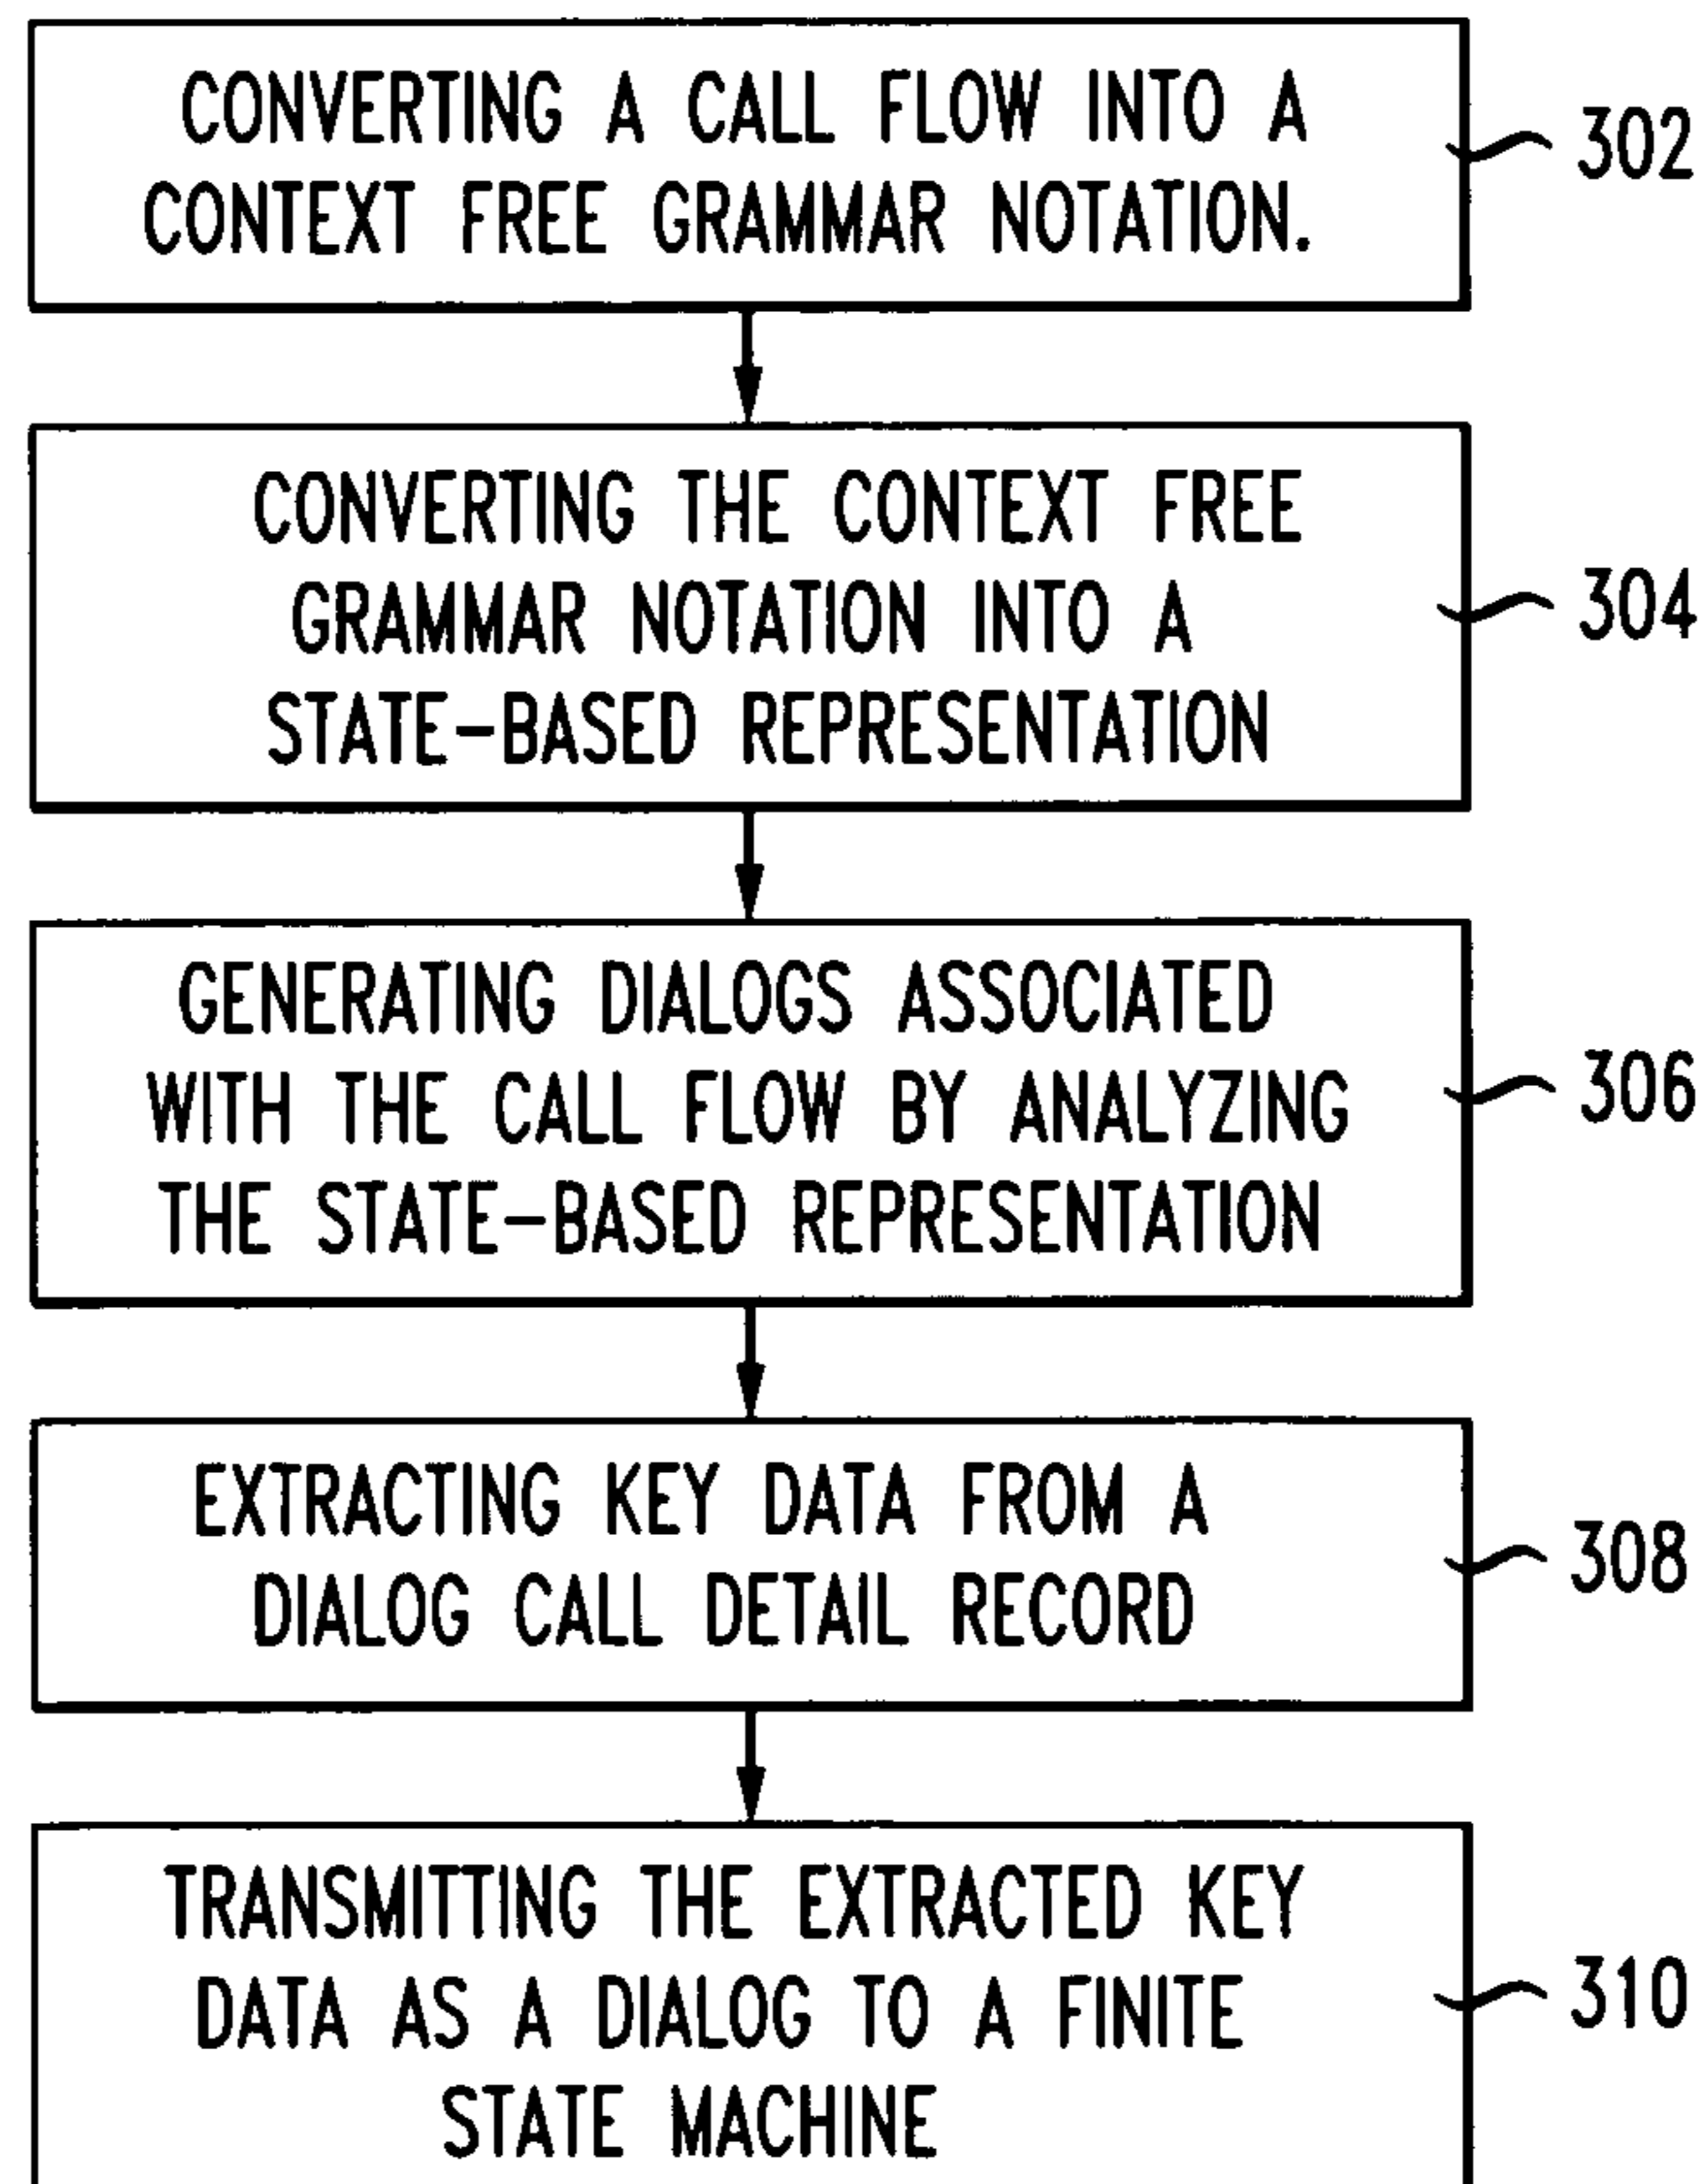 CONVERTING A CALL FLOW INTO A
CONTEXT FREE GRAMMAR NOTATION.
302
CONVERTING THE CONTEXT FREE
GRAMMAR NOTATION INTO A
STATE-BASED REPRESENTATION
304
GENERATING DIALOGS ASSOCIATED
WITH THE CALL FLOW BY ANALYZING
THE STATE-BASED REPRESENTATION
306
EXTRACTING KEY DATA FROM A
DIALOG CALL DETAIL RECORD
308
TRANSMITTING THE EXTRACTED KEY
DATA AS A DIALOG TO A FINITE
STATE MACHINE
310